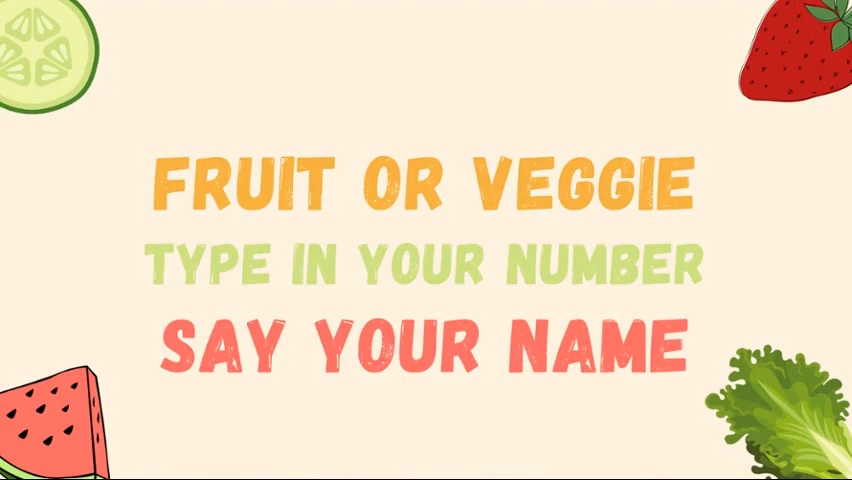 FRUIT OR VEGGIE
TYPE IN YOUR NUMBER
SAY YOUR NAME